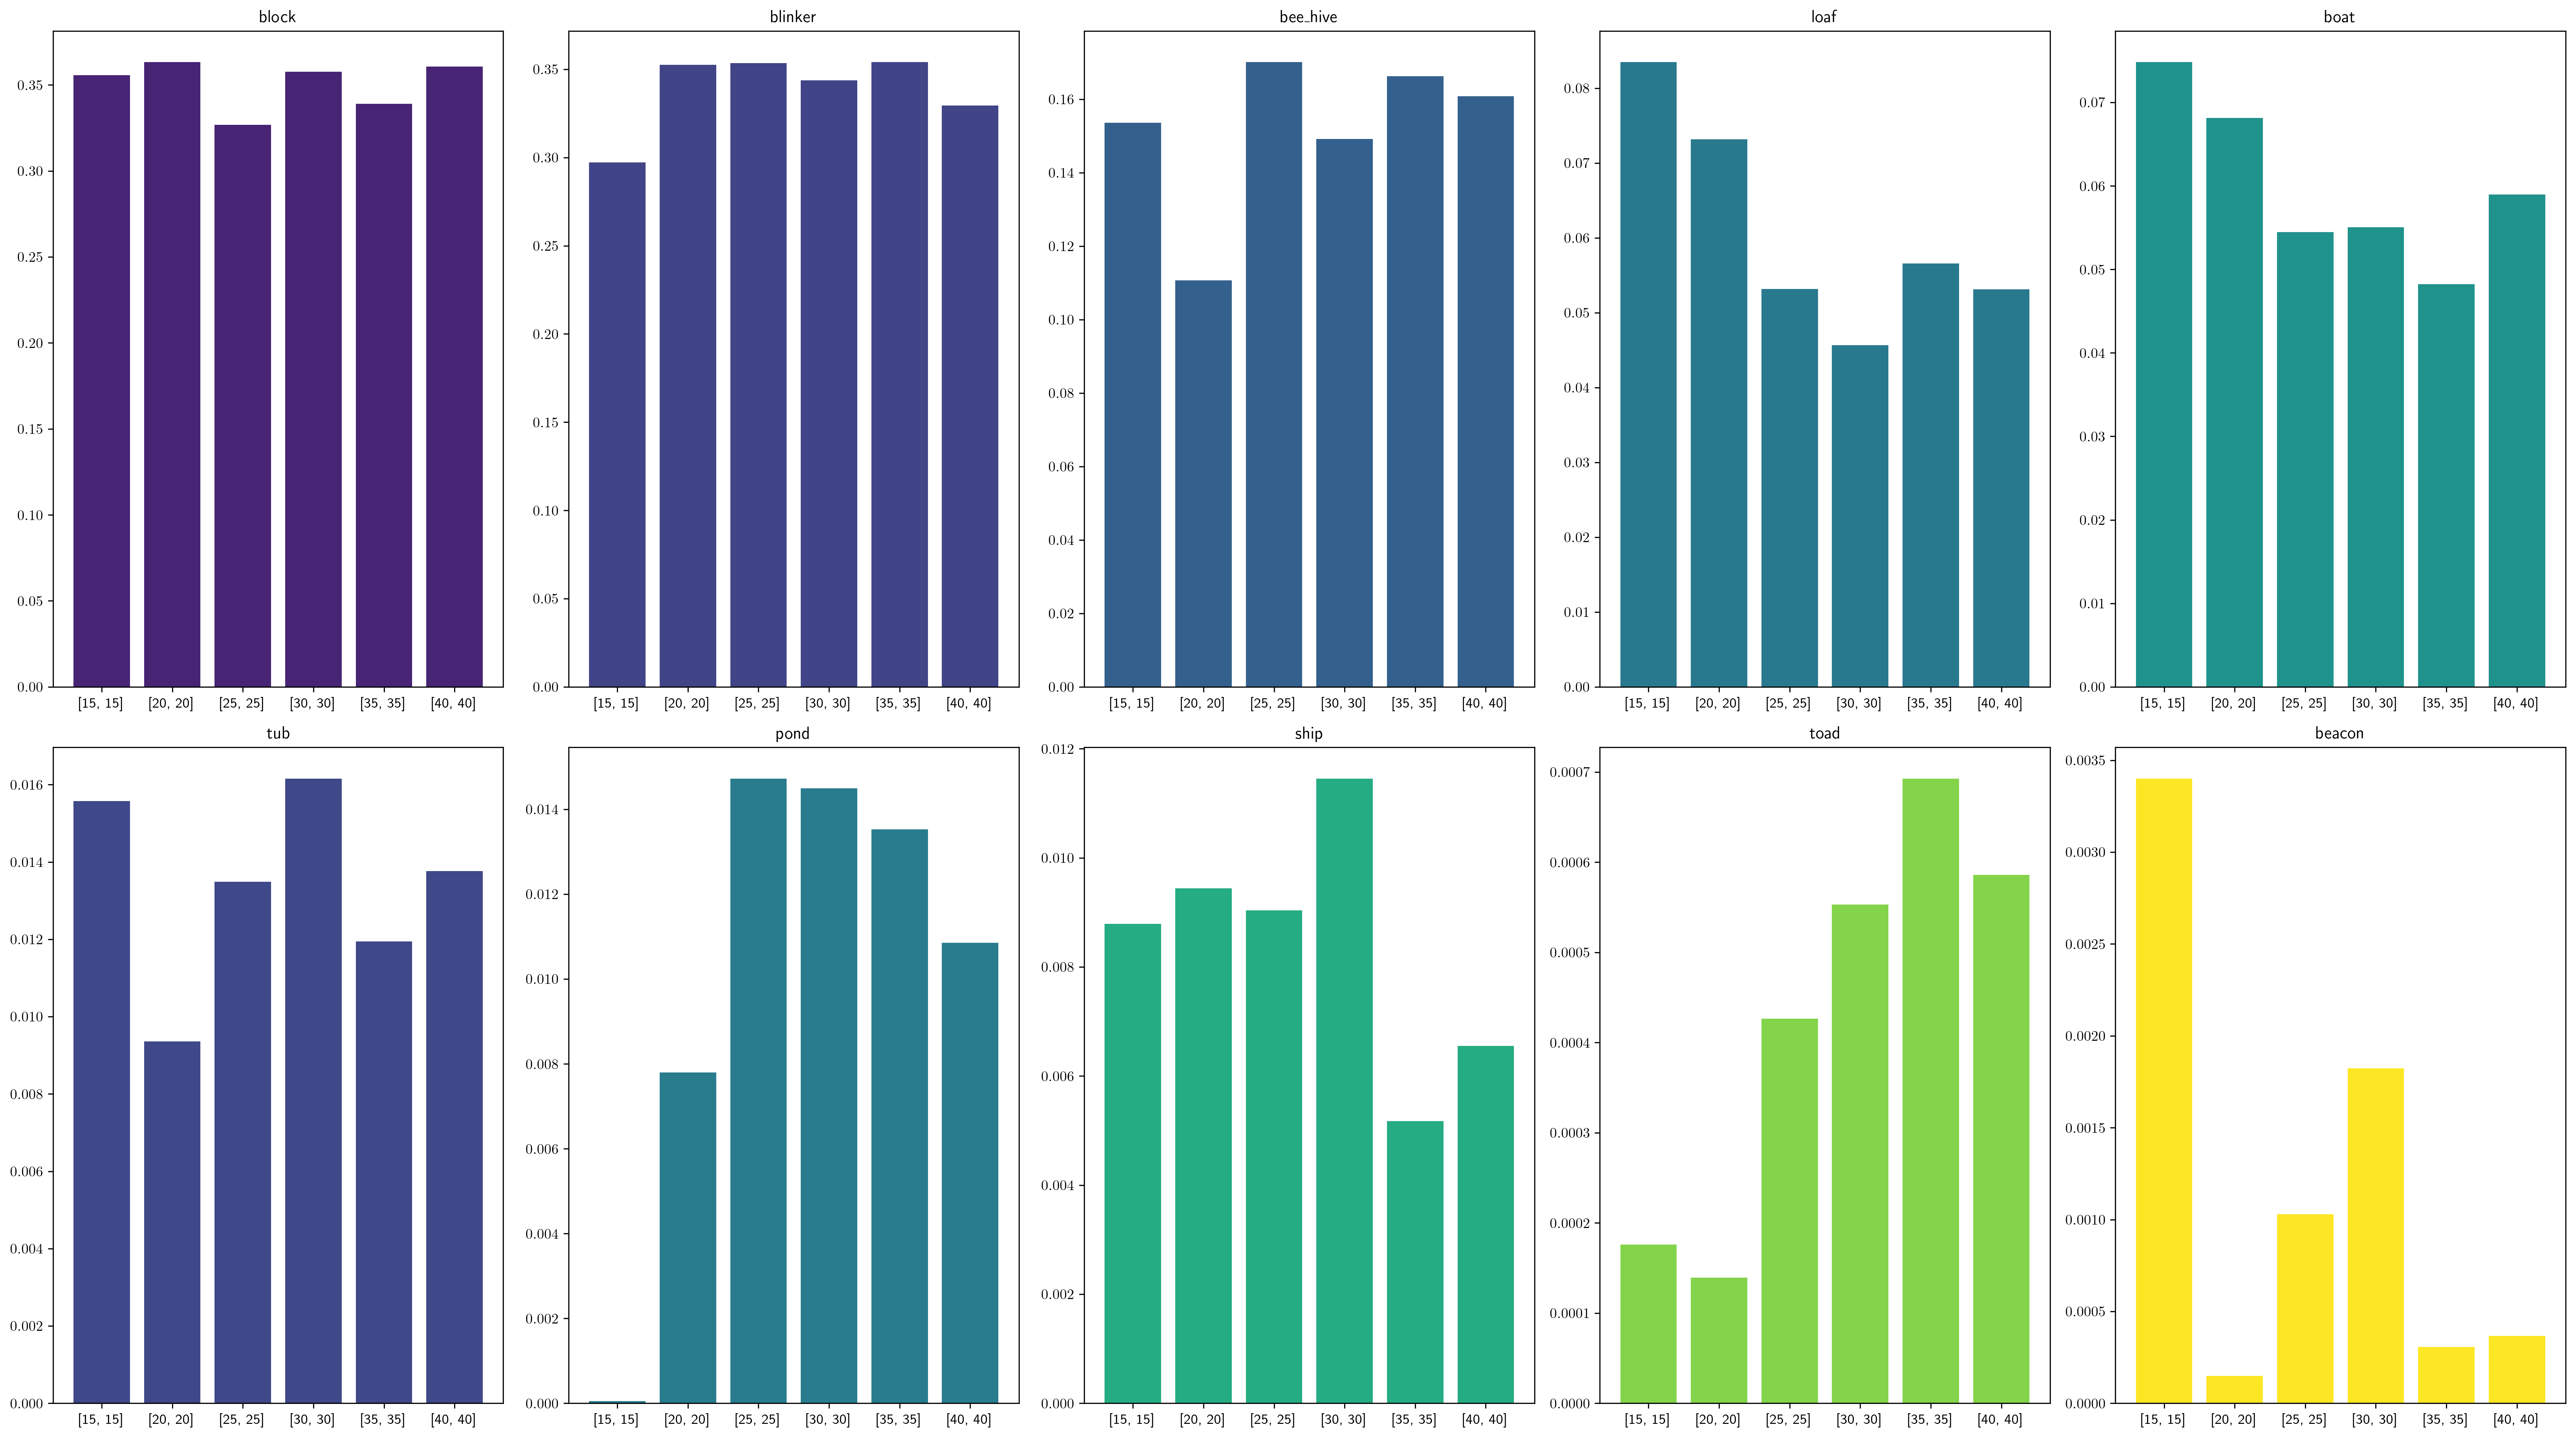 block blinker bee_hive loaf boat
0.35 0.35 0.16 0.08 0.07
0.30 0.30 0.14 0.07 0.06
0.25 0.25 0.12 0.06 0.05
0.20 0.20 0.10 0.05 0.04
0.15 0.15 0.08 0.04 0.03
0.10 0.10 0.06 0.03 0.02
0.05 0.05 0.04 0.02 0.01
0.00 0.00 0.02 0.01 0.00
0.00 0.00
[15, 15] [20, 20] [25, 25] [30, 30] [35, 35] [40, 40] [15, 15] [20, 20] [25, 25] [30, 30] [35, 35] [40, 40] [15, 15] [20, 20] [25, 25] [30, 30] [35, 35] [40, 40] [15, 15] [20, 20] [25, 25] [30, 30] [35, 35] [40, 40] [15, 15] [20, 20] [25, 25] [30, 30] [35, 35] [40, 40]
tub pond ship toad beacon
0.016 0.014 0.012 0.0007 0.0035
0.014 0.012 0.010 0.0006 0.0030
0.012 0.010 0.008 0.0005 0.0025
0.010 0.008 0.006 0.0004 0.0020
0.008 0.006 0.004 0.0003 0.0015
0.006 0.004 0.002 0.0002 0.0010
0.004 0.002 0.000 0.0001 0.0005
0.002 0.000 0.0000 0.0000
0.000
[15, 15] [20, 20] [25, 25] [30, 30] [35, 35] [40, 40] [15, 15] [20, 20] [25, 25] [30, 30] [35, 35] [40, 40] [15, 15] [20, 20] [25, 25] [30, 30] [35, 35] [40, 40] [15, 15] [20, 20] [25, 25] [30, 30] [35, 35] [40, 40] [15, 15] [20, 20] [25, 25] [30, 30] [35, 35] [40, 40]